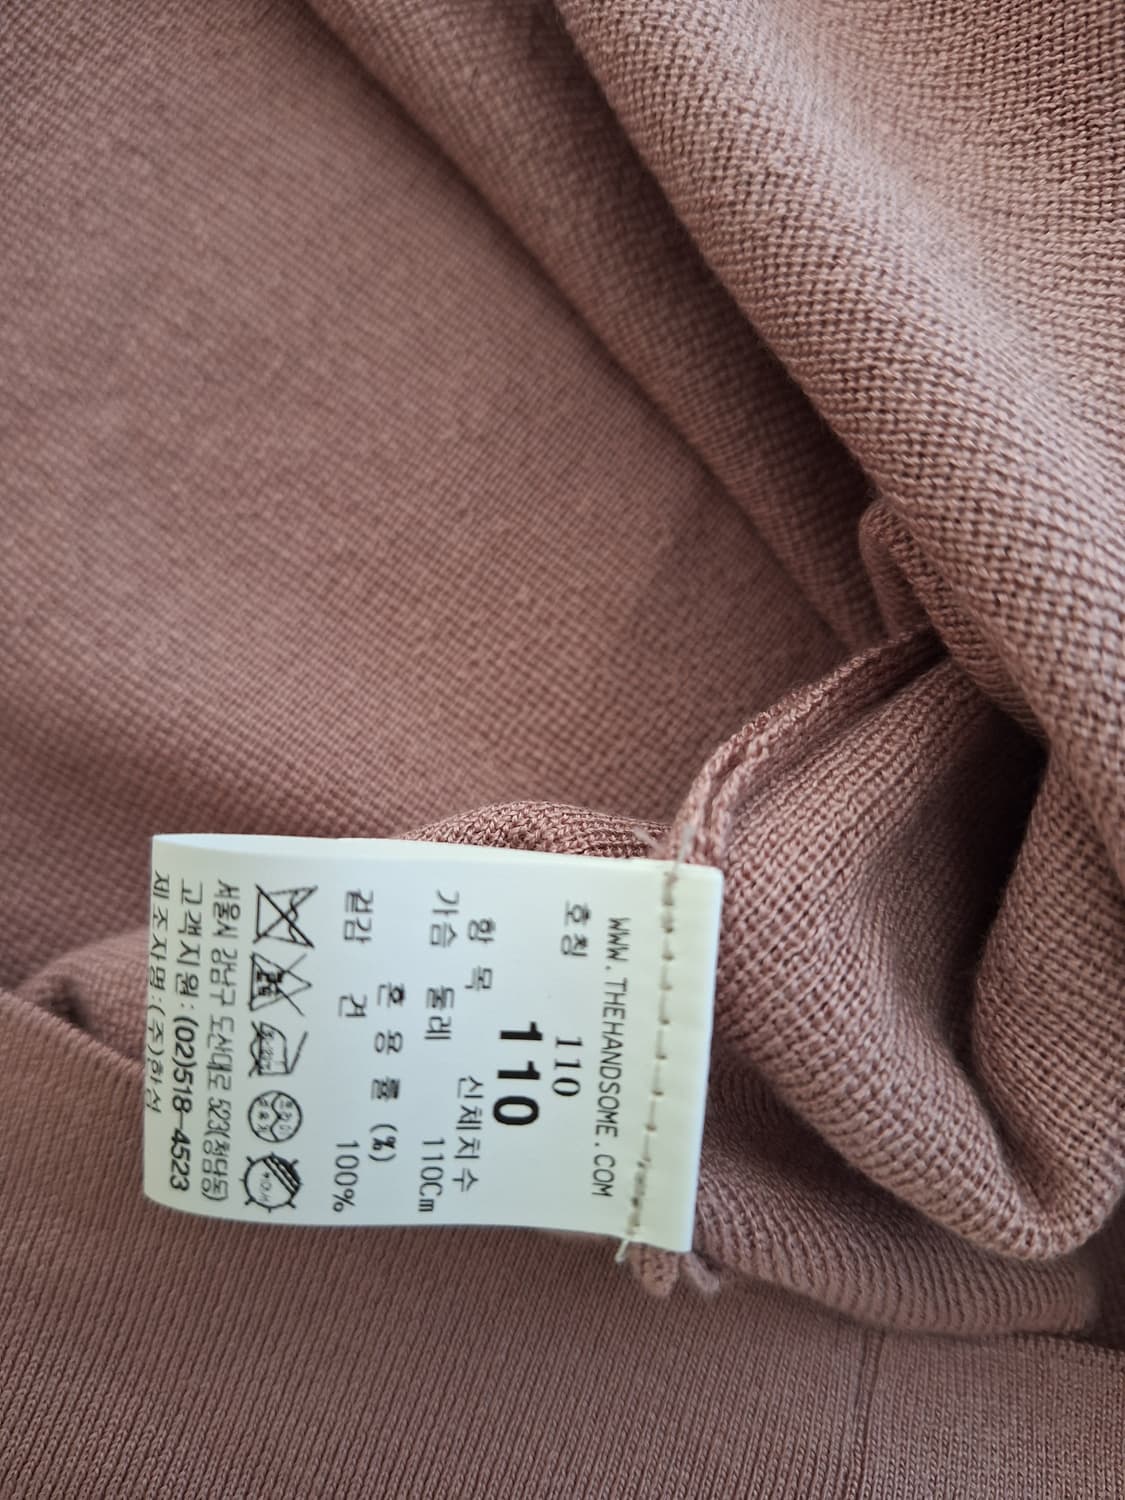 WWW.THEHANDSOME.COM
호칭 110
110
항 목 신체치수
가슴 둘레 110Cm
혼 용 률 (%)
겉감 견 100%
서울시 강남구 도산대로 523(청담동)
고객지원: (02)518-4523
제조자명:(주)한섬